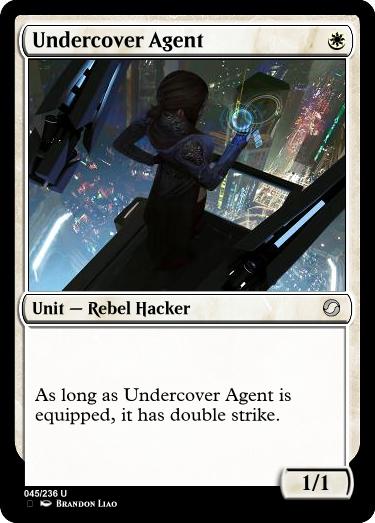 Undercover Agent
Unit — Rebel Hacker
As long as Undercover Agent is
equipped, it has double strike.
1/1
045/236 U
Brandon Liao